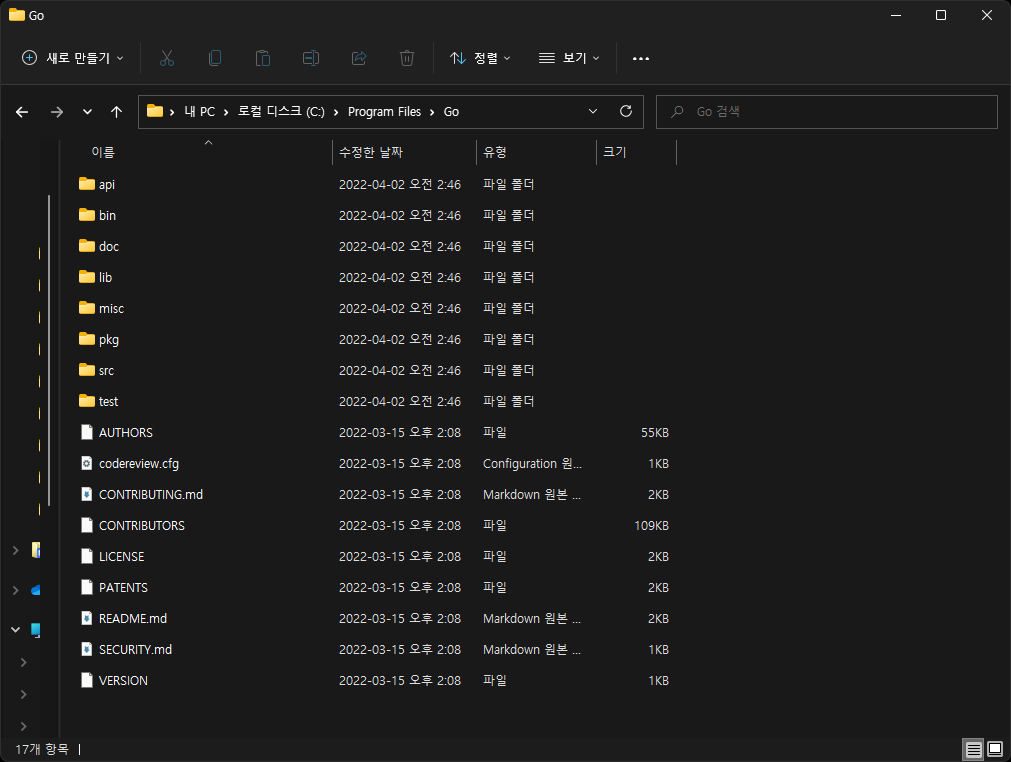 Go
새로 만들기 정렬 보기
내 PC 로컬 디스크 (C:) Program Files Go Go 검색
이름 수정한 날짜 유형 크기
api 2022-04-02 오전 2:46 파일 폴더
bin 2022-04-02 오전 2:46 파일 폴더
doc 2022-04-02 오전 2:46 파일 폴더
lib 2022-04-02 오전 2:46 파일 폴더
misc 2022-04-02 오전 2:46 파일 폴더
pkg 2022-04-02 오전 2:46 파일 폴더
src 2022-04-02 오전 2:46 파일 폴더
test 2022-04-02 오전 2:46 파일 폴더
AUTHORS 2022-03-15 오후 2:08 파일 55KB
codereview.cfg 2022-03-15 오후 2:08 Configuration 원... 1KB
CONTRIBUTING.md 2022-03-15 오후 2:08 Markdown 원본 ... 2KB
CONTRIBUTORS 2022-03-15 오후 2:08 파일 109KB
LICENSE 2022-03-15 오후 2:08 파일 2KB
PATENTS 2022-03-15 오후 2:08 파일 2KB
README.md 2022-03-15 오후 2:08 Markdown 원본 ... 2KB
SECURITY.md 2022-03-15 오후 2:08 Markdown 원본 ... 1KB
VERSION 2022-03-15 오후 2:08 파일 1KB
17개 항목